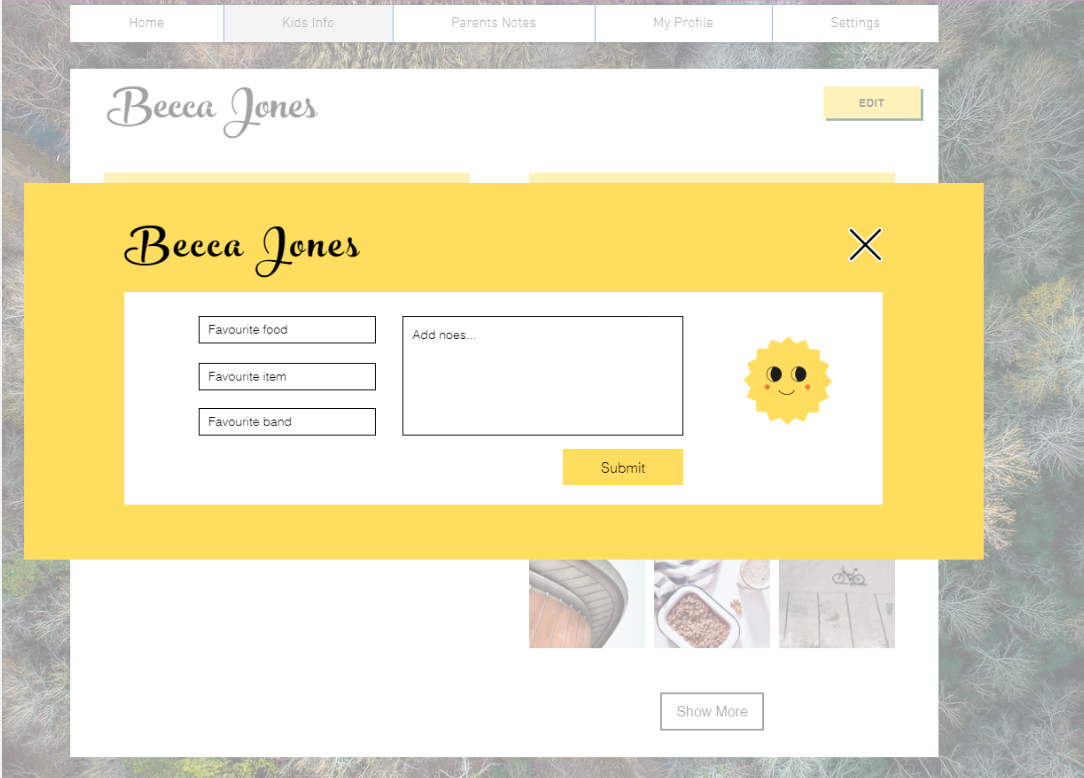 Home Kids Info Parents Notes My Profile Settings
Becca Jones
EDIT
Becca Jones
Favourite food
Add noes...
Favourite item
Favourite band
Submit
Show More